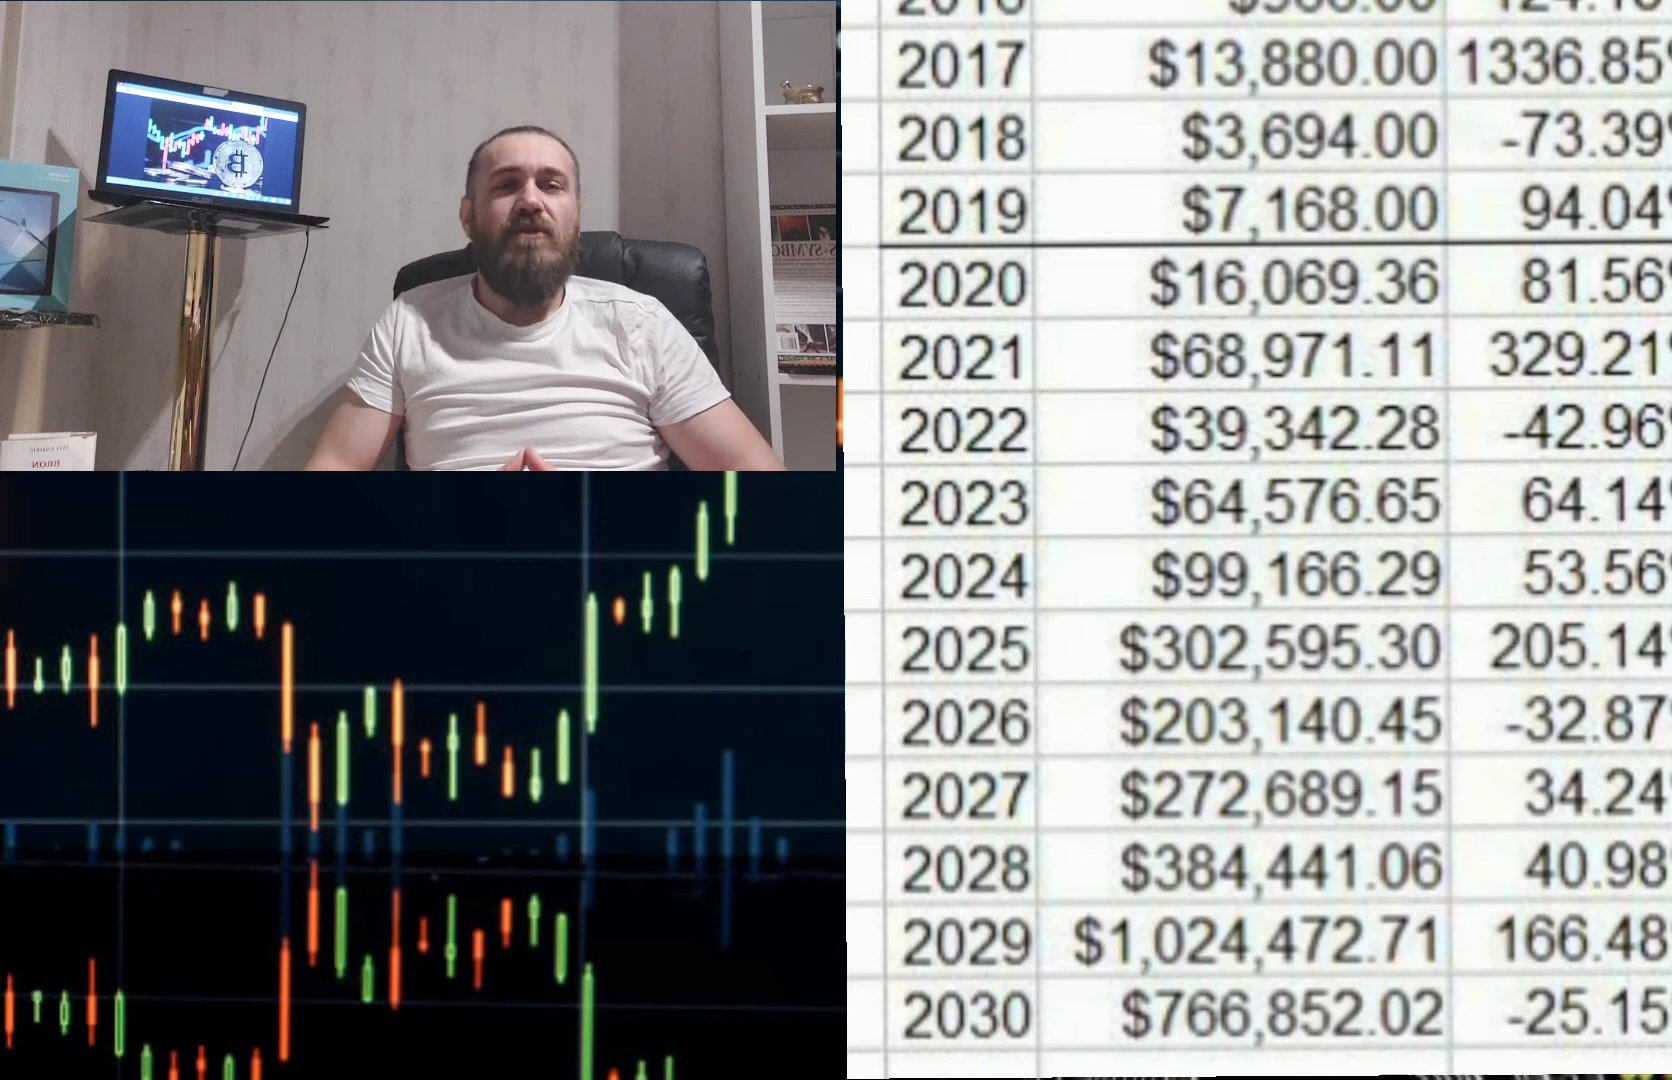 S-SYMBO
IVO ANDRIĆ
BIRON
2017 $13,880.00 1336.85%
2018 $3,694.00 -73.39
2019 $7,168.00 94.04%
2020 $16,069.36 81.56%
2021 $68,971.11 329.21%
2022 $39,342.28 -42.96%
2023 $64,576.65 64.14%
2024 $99,166.29 53.56%
2025 $302,595.30 205.14%
2026 $203,140.45 -32.87
2027 $272,689.15 34.24
2028 $384,441.06 40.98
2029 $1,024,472.71 166.48
2030 $766,852.02 -25.15